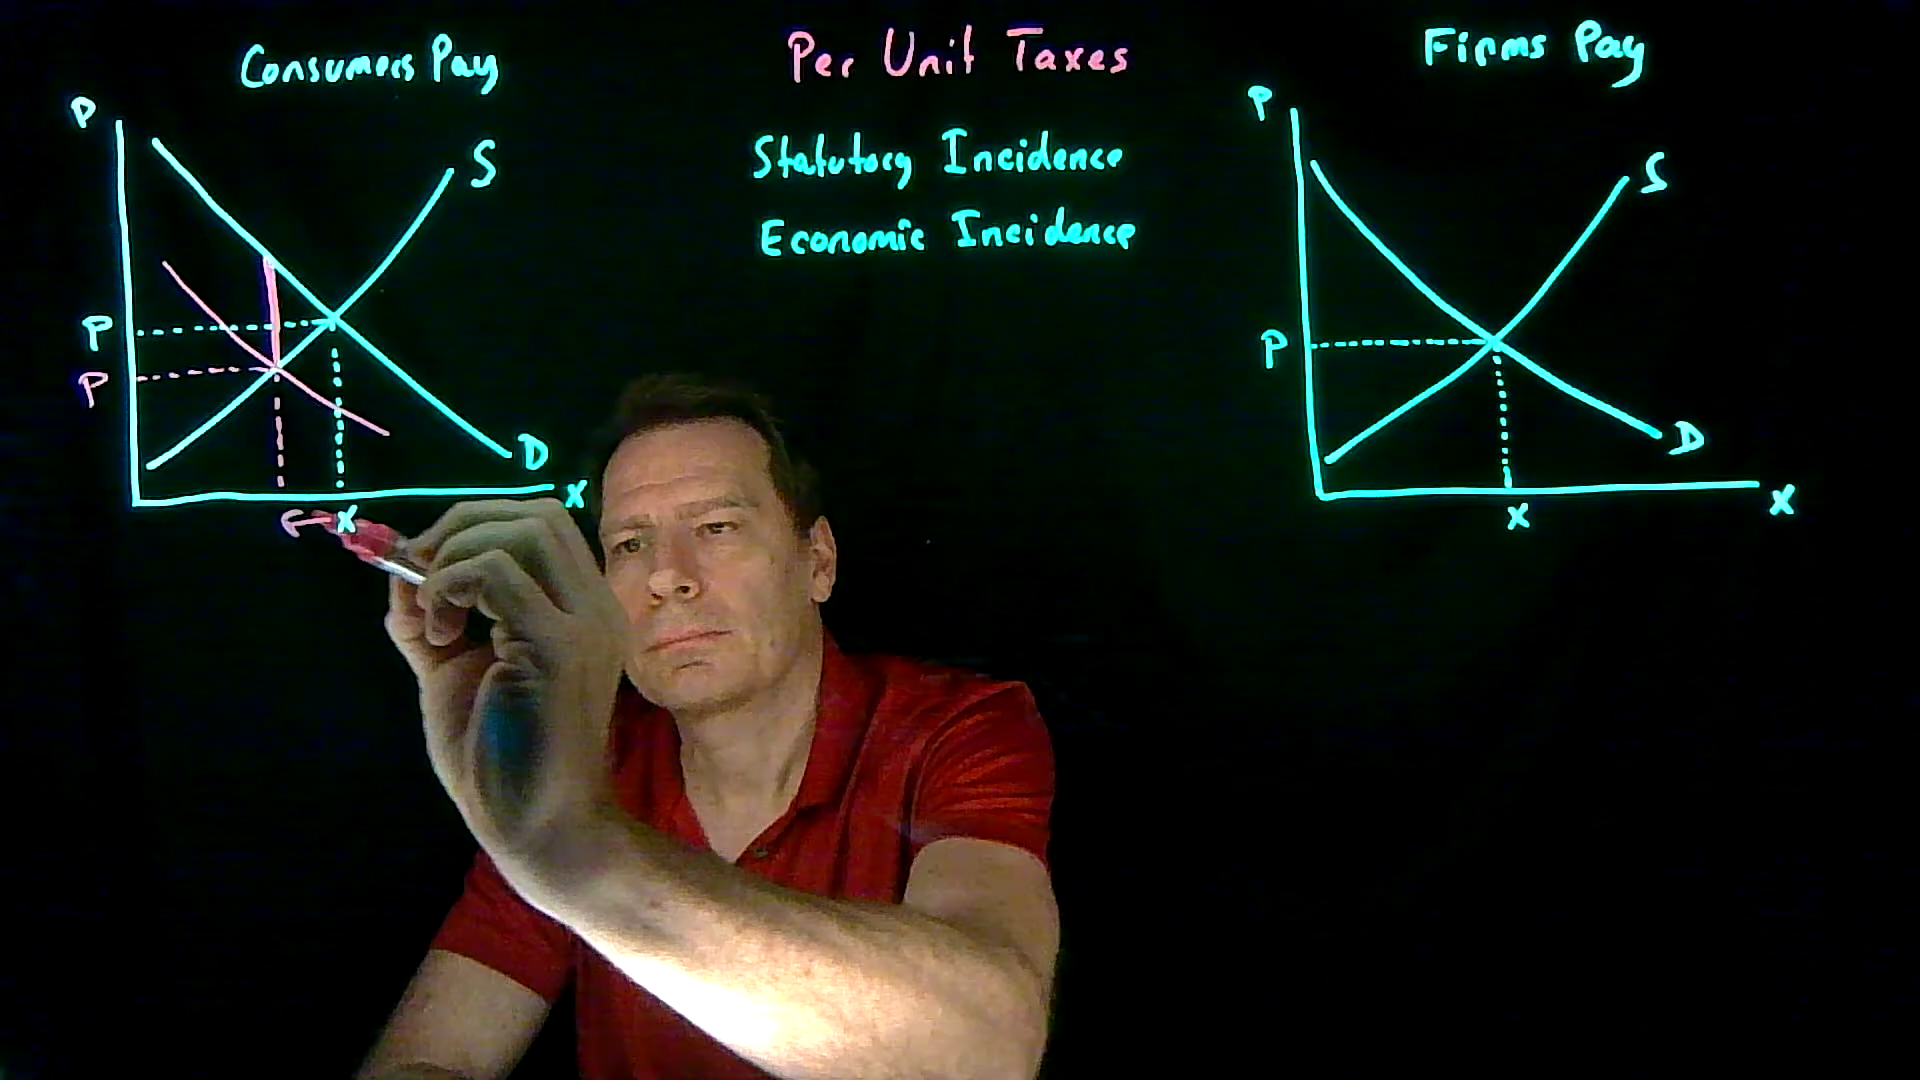 Consumers Pay
P
S
P
P
D
X
X
Per Unit Taxes
Statutory Incidence
Economic Incidence
Firms Pay
P
S
P
D
X
X